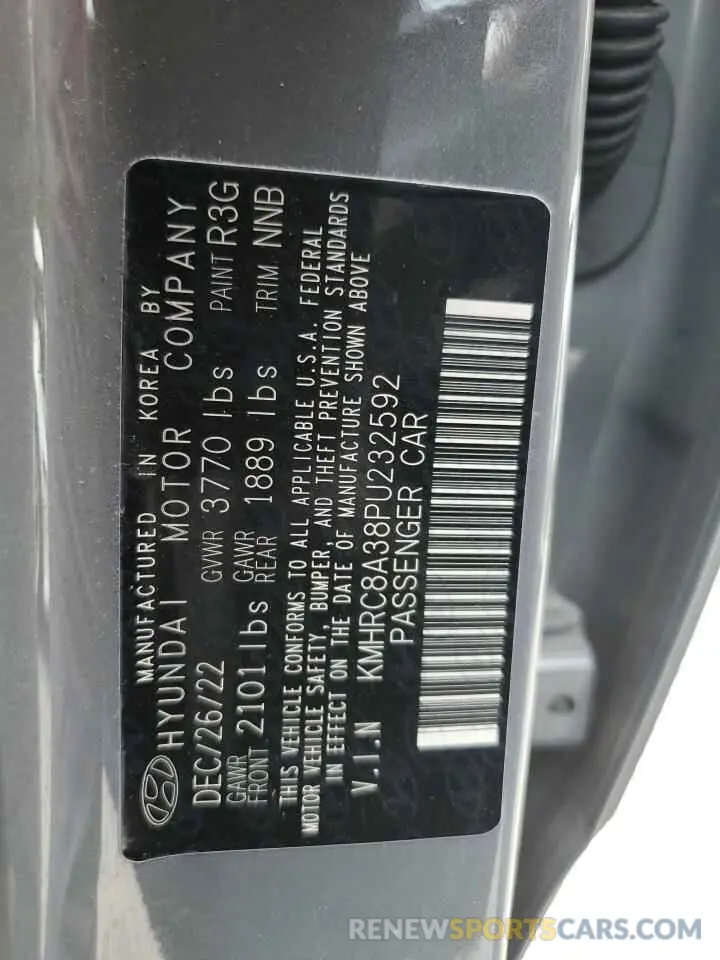 MANUFACTURED IN KOREA BY
HYUNDAI MOTOR COMPANY
DEC/26/22 GVWR 3770 lbs PAINT R3G
GAWR FRONT 2101 lbs GAWR REAR 1889 lbs TRIM NNB
THIS VEHICLE CONFORMS TO ALL APPLICABLE U.S.A. FEDERAL
MOTOR VEHICLE SAFETY, BUMPER, AND THEFT PREVENTION STANDARDS
IN EFFECT ON THE DATE OF MANUFACTURE SHOWN ABOVE
V.I.N KMHRC8A38PU232592
PASSENGER CAR
RENEWSPORTSCARS.COM